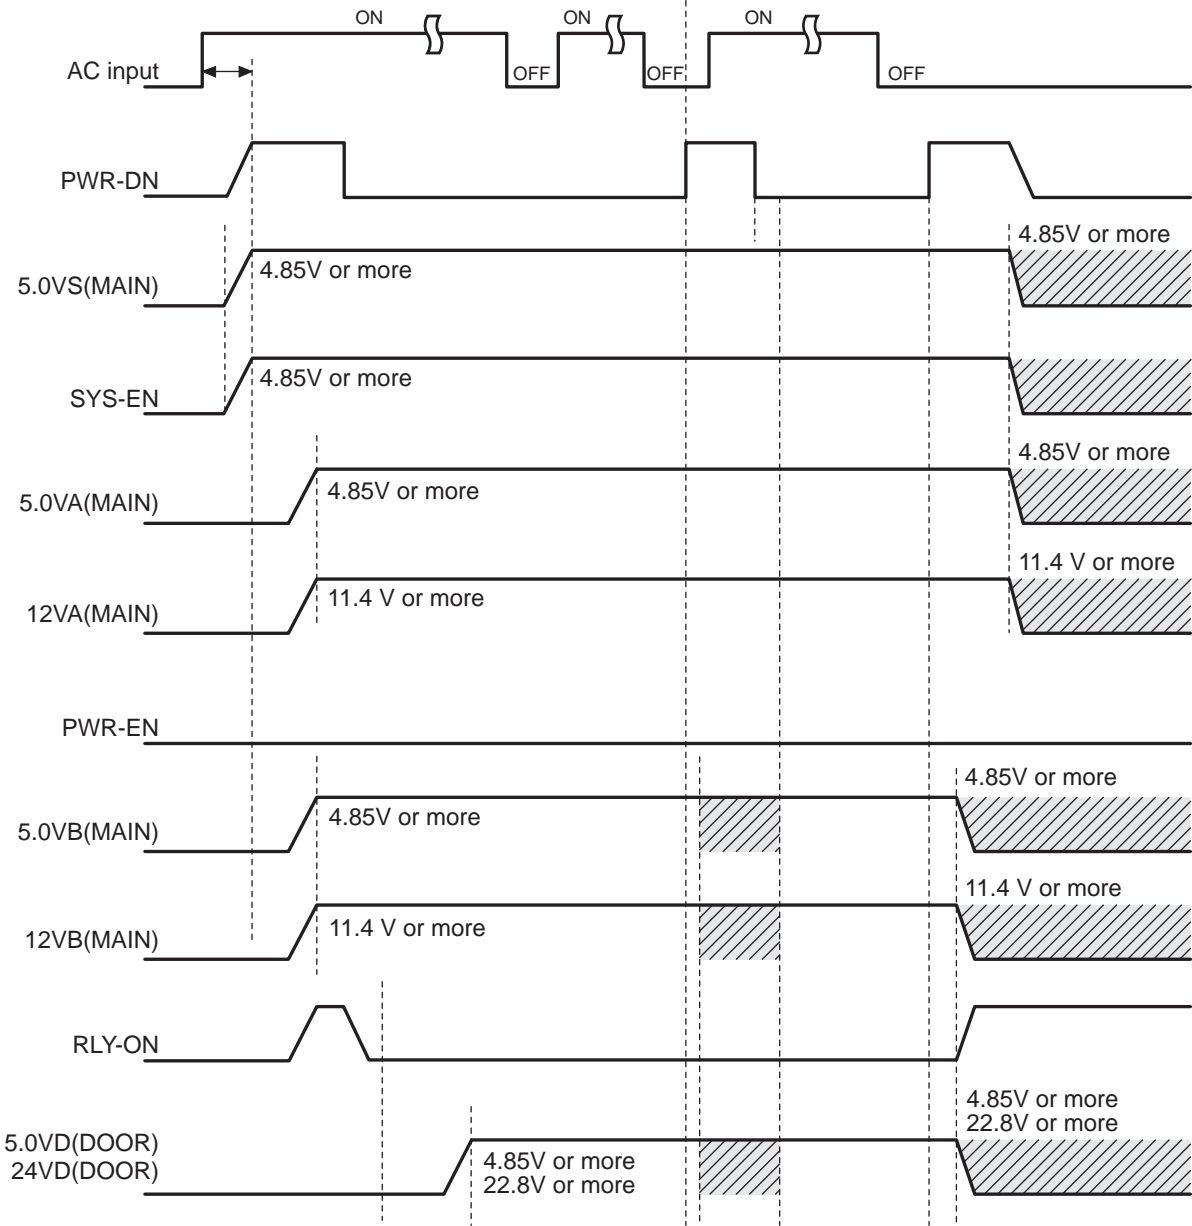 ON
ON
ON
AC input
OFF
OFF
OFF
PWR-DN
4.85V or more
5.0VS(MAIN)
4.85V or more
SYS-EN
4.85V or more
4.85V or more
5.0VA(MAIN)
4.85V or more
11.4 V or more
12VA(MAIN)
11.4 V or more
PWR-EN
4.85V or more
5.0VB(MAIN)
4.85V or more
11.4 V or more
12VB(MAIN)
11.4 V or more
RLY-ON
4.85V or more
22.8V or more
5.0VD(DOOR)
24VD(DOOR)
4.85V or more
22.8V or more